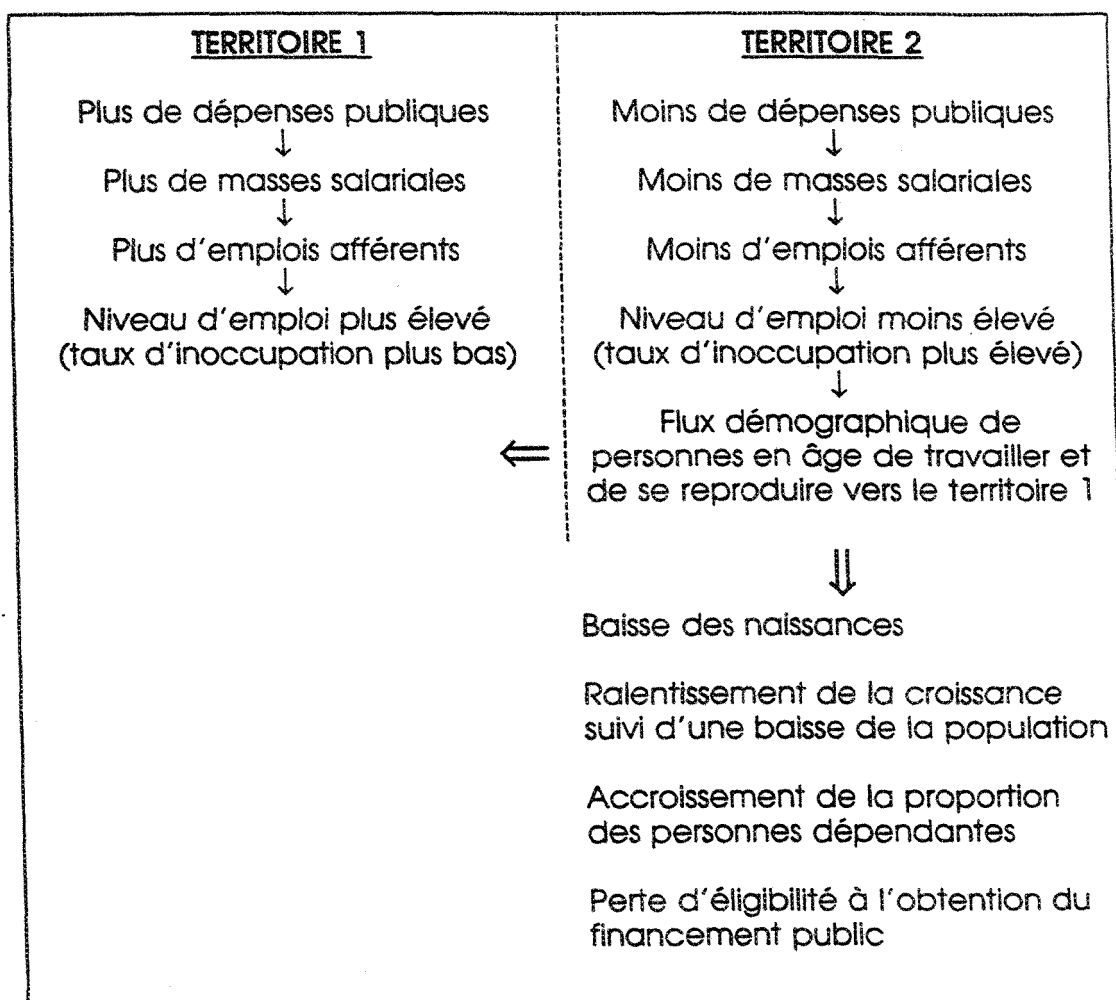 TERRITOIRE 1
Plus de dépenses publiques
↓
Plus de masses salariales
↓
Plus d'emplois afférents
↓
Niveau d'emploi plus élevé
(taux d'inoccupation plus bas)
TERRITOIRE 2
Moins de dépenses publiques
↓
Moins de masses salariales
↓
Moins d'emplois afférents
↓
Niveau d'emploi moins élevé
(taux d'inoccupation plus élevé)
↓
Flux démographique de
⇐ personnes en âge de travailler et
de se reproduire vers le territoire 1
⇓
Baisse des naissances
Ralentissement de la croissance
suivi d'une baisse de la population
Accroissement de la proportion
des personnes dépendantes
Perte d'éligibilité à l'obtention du
financement public